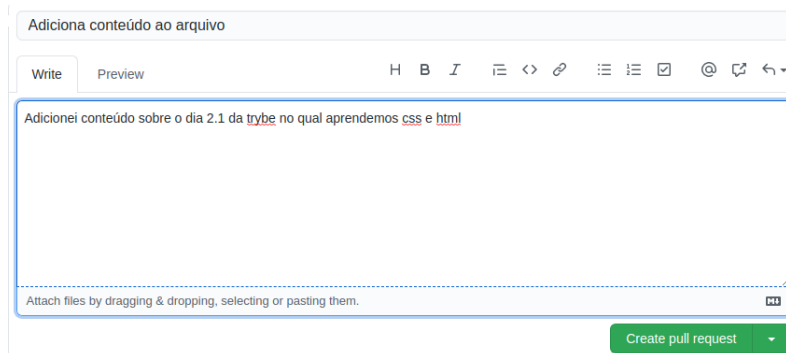 Adiciona conteúdo ao arquivo
Write Preview H B I
Adicionei conteúdo sobre o dia 2.1 da trybe no qual aprendemos css e html
Attach files by dragging & dropping, selecting or pasting them.
Create pull request